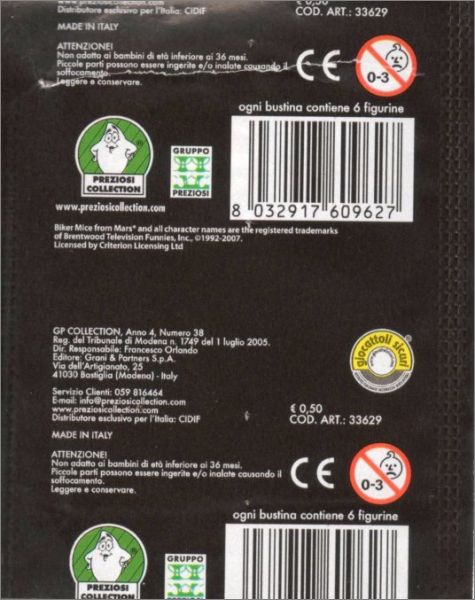 Distributore esclusivo per l'Italia: CIDIF
€ 0,50
COD. ART.: 33629
MADE IN ITALY
ATTENZIONE!
Non adatto ai bambini di età inferiore ai 36 mesi.
Piccole parti possono essere ingerite e/o inalate causando il
soffocamento.
Leggere e conservare.
CE
0-3
ogni bustina contiene 6 figurine
PREZIOSI
COLLECTION
GRUPPO
PREZIOSI
www.preziosicollection.com
8 032917 609627
Biker Mice from Mars® and all character names are the registered trademarks
of Brentwood Television Funnies, Inc., ©1992-2007.
Licensed by Criterion Licensing Ltd
GP COLLECTION, Anno 4, Numero 38
Reg. del Tribunale di Modena n. 1749 del 1 luglio 2005.
Dir. Responsabile: Francesco Orlando
Editore: Grani & Partners S.p.A.
Via dell'Artigianato, 25
41030 Bastiglia (Modena) - Italy
giocattoli sicuri
Servizio Clienti: 059 816464
E-mail: info@preziosicollection.com
www.preziosicollection.com
Distributore esclusivo per l'Italia: CIDIF
€ 0,50
COD. ART.: 33629
MADE IN ITALY
ATTENZIONE!
Non adatto ai bambini di età inferiore ai 36 mesi.
Piccole parti possono essere ingerite e/o inalate causando il
soffocamento.
Leggere e conservare.
CE
0-3
ogni bustina contiene 6 figurine
PREZIOSI
COLLECTION
GRUPPO
PREZIOSI